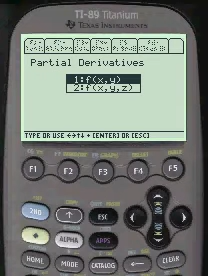 TI-89 Titanium
TEXAS INSTRUMENTS
Partial Derivatives
1:f(x,y)
2:f(x,y,z)
TYPE OR USE ←→↑↓+[ENTER] OR [ESC]
F1 F2 F3 F4 F5
2ND ↑ ESC
ALPHA APPS
HOME MODE CATALOG ← CLEAR